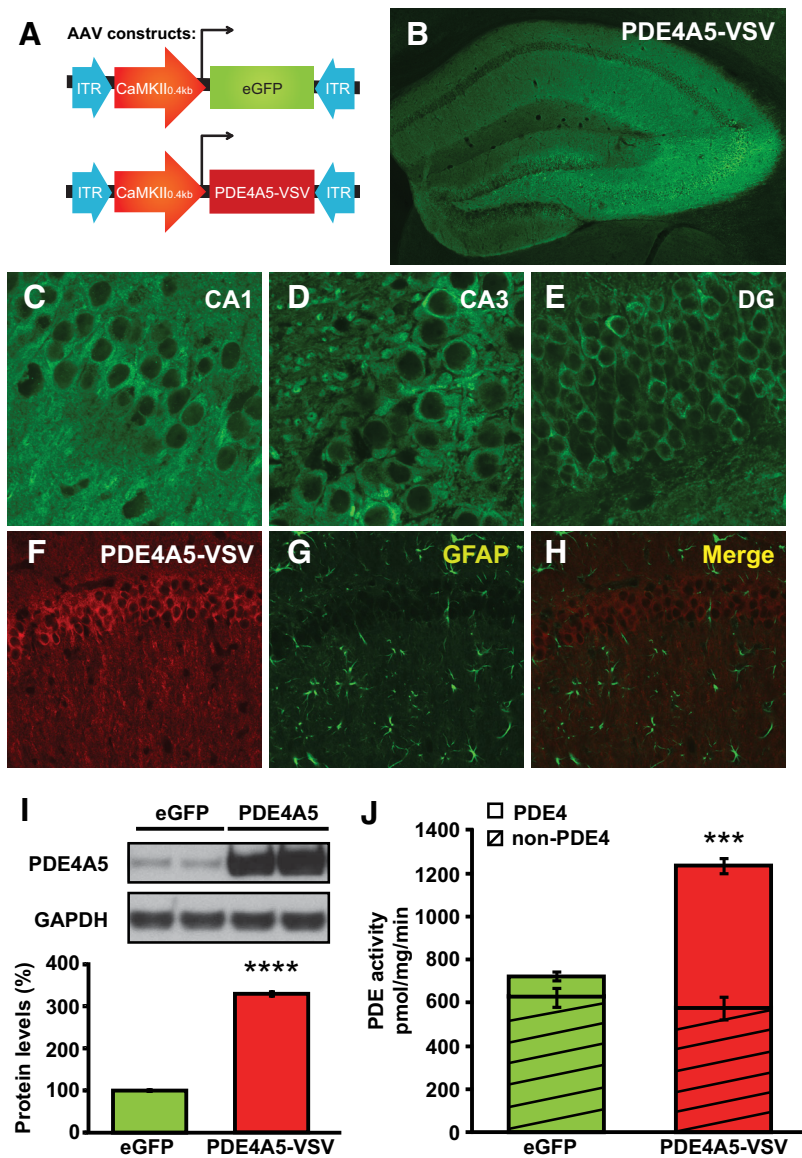 A
AAV constructs:
ITR
CaMKII0.4kb
eGFP
ITR
ITR
CaMKII0.4kb
PDE4A5-VSV
ITR
B
PDE4A5-VSV
C
CA1
D
CA3
E
DG
F
PDE4A5-VSV
G
GFAP
H
Merge
I
eGFP
PDE4A5
PDE4A5
GAPDH
Protein levels (%)
400
300
200
100
0
****
eGFP
PDE4A5-VSV
J
PDE4
non-PDE4
PDE activity
pmol/mg/min
1400
1200
1000
800
600
400
200
0
***
eGFP
PDE4A5-VSV